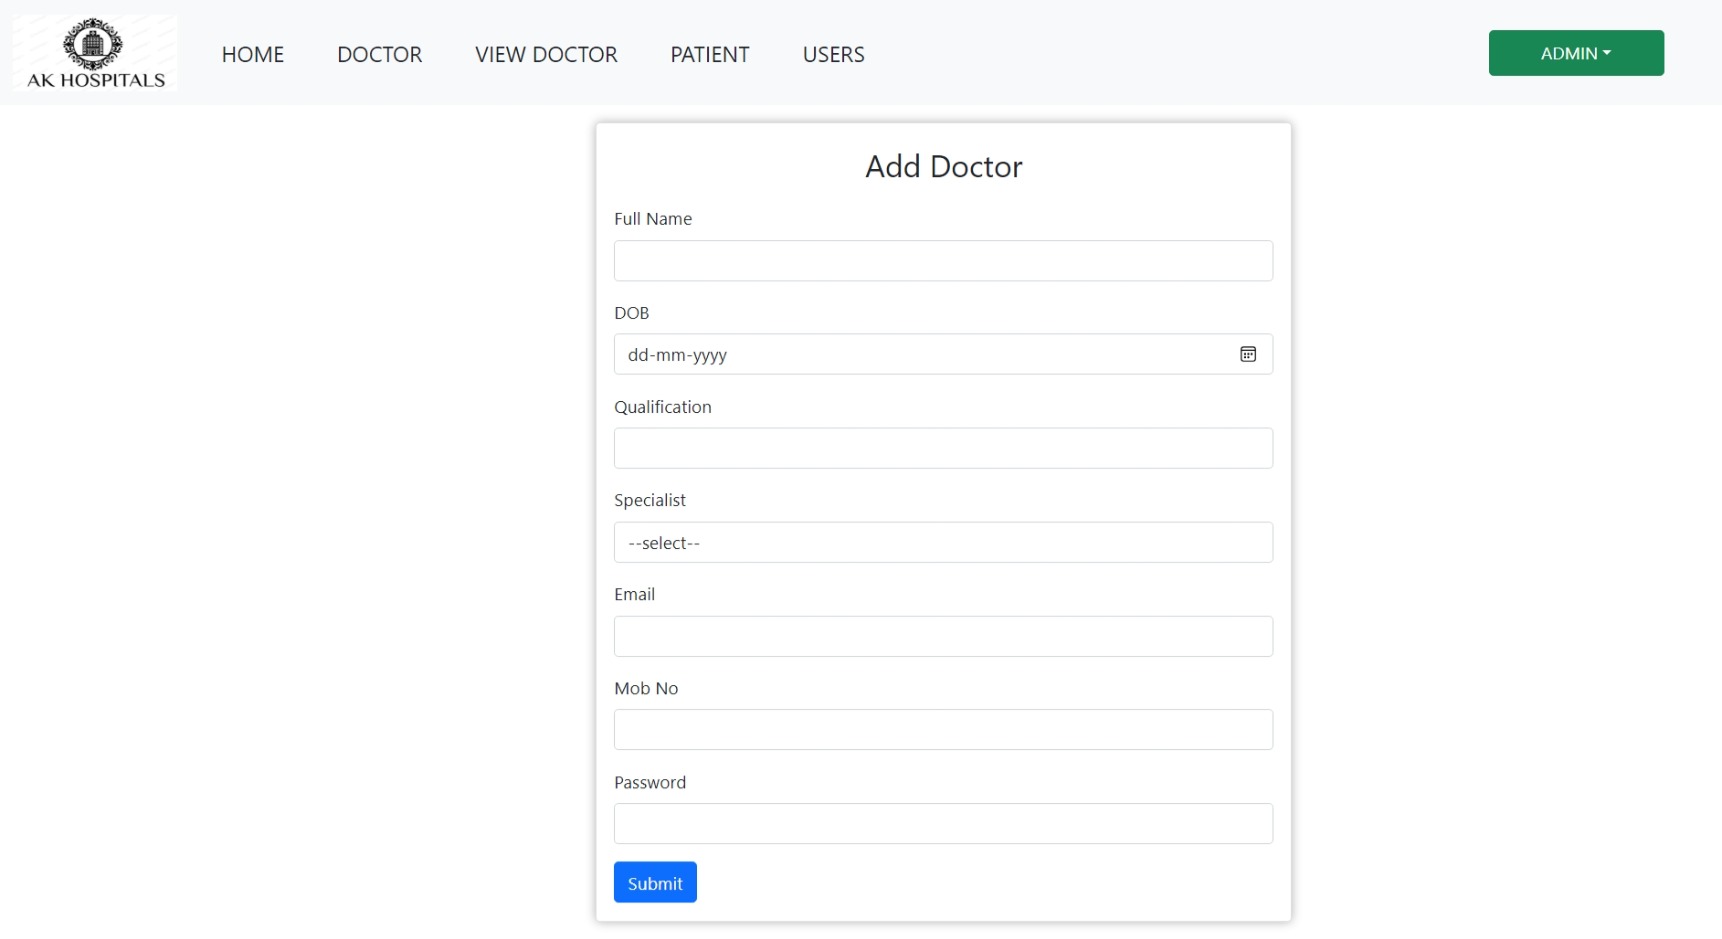 AK HOSPITALS
HOME DOCTOR VIEW DOCTOR PATIENT USERS ADMIN
Add Doctor
Full Name
DOB
dd-mm-yyyy
Qualification
Specialist
--select--
Email
Mob No
Password
Submit